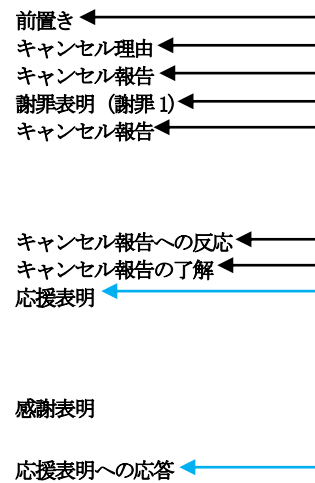 前置き
キャンセル理由
キャンセル報告
謝罪表明（謝罪1）
キャンセル報告
キャンセル報告への反応
キャンセル報告の了解
応援表明
感謝表明
応援表明への応答